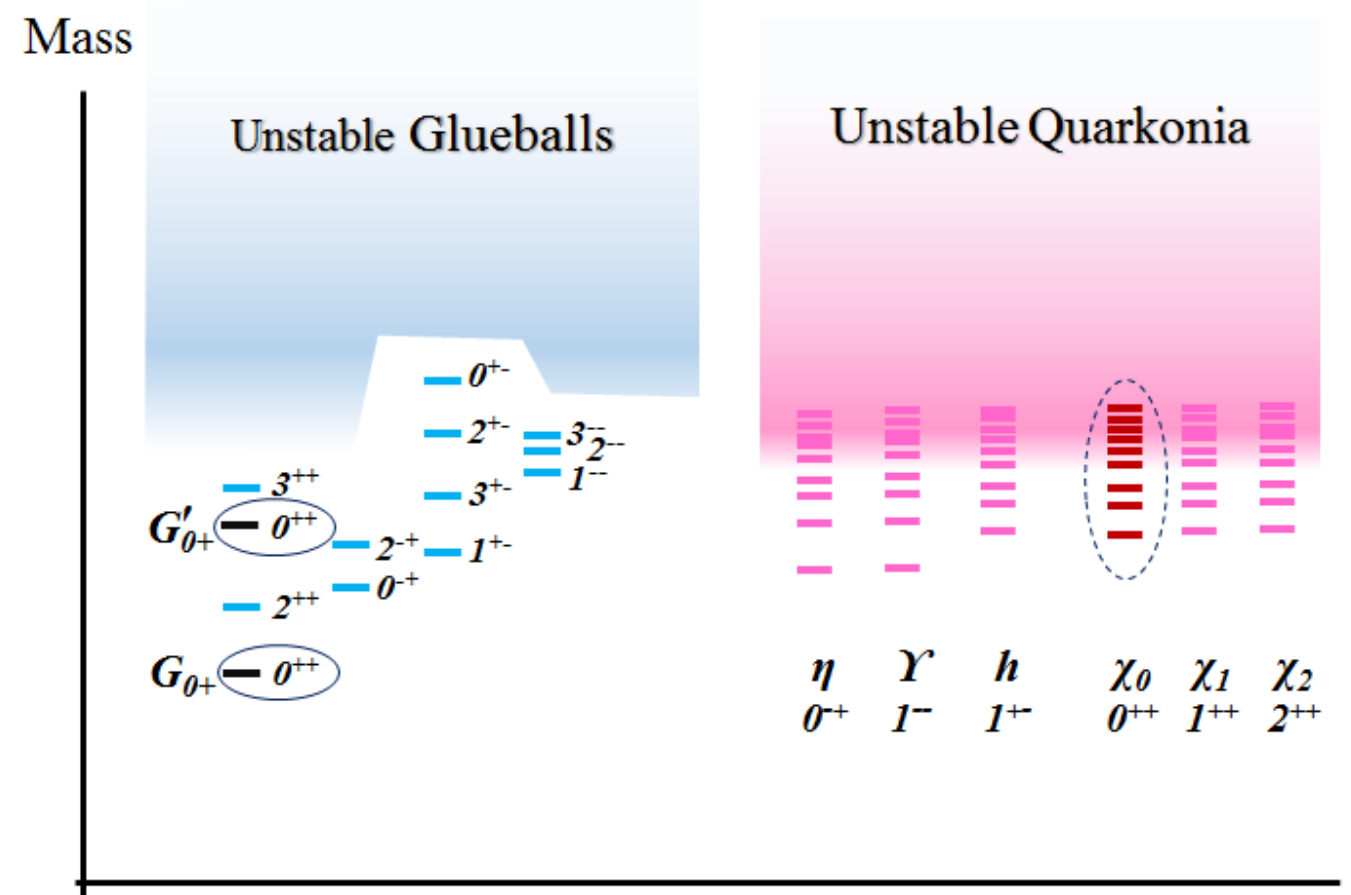 Mass
Unstable Glueballs
Unstable Quarkonia
0⁺⁻
2⁺⁻
3⁻⁻
2⁻⁻
1⁻⁻
3⁺⁺
3⁺⁻
G′₀₊ 0⁺⁺
2⁻⁺
1⁺⁻
0⁻⁺
2⁺⁺
G₀₊ 0⁺⁺
η ϒ h χ₀ χ₁ χ₂
0⁻⁺ 1⁻⁻ 1⁺⁻ 0⁺⁺ 1⁺⁺ 2⁺⁺